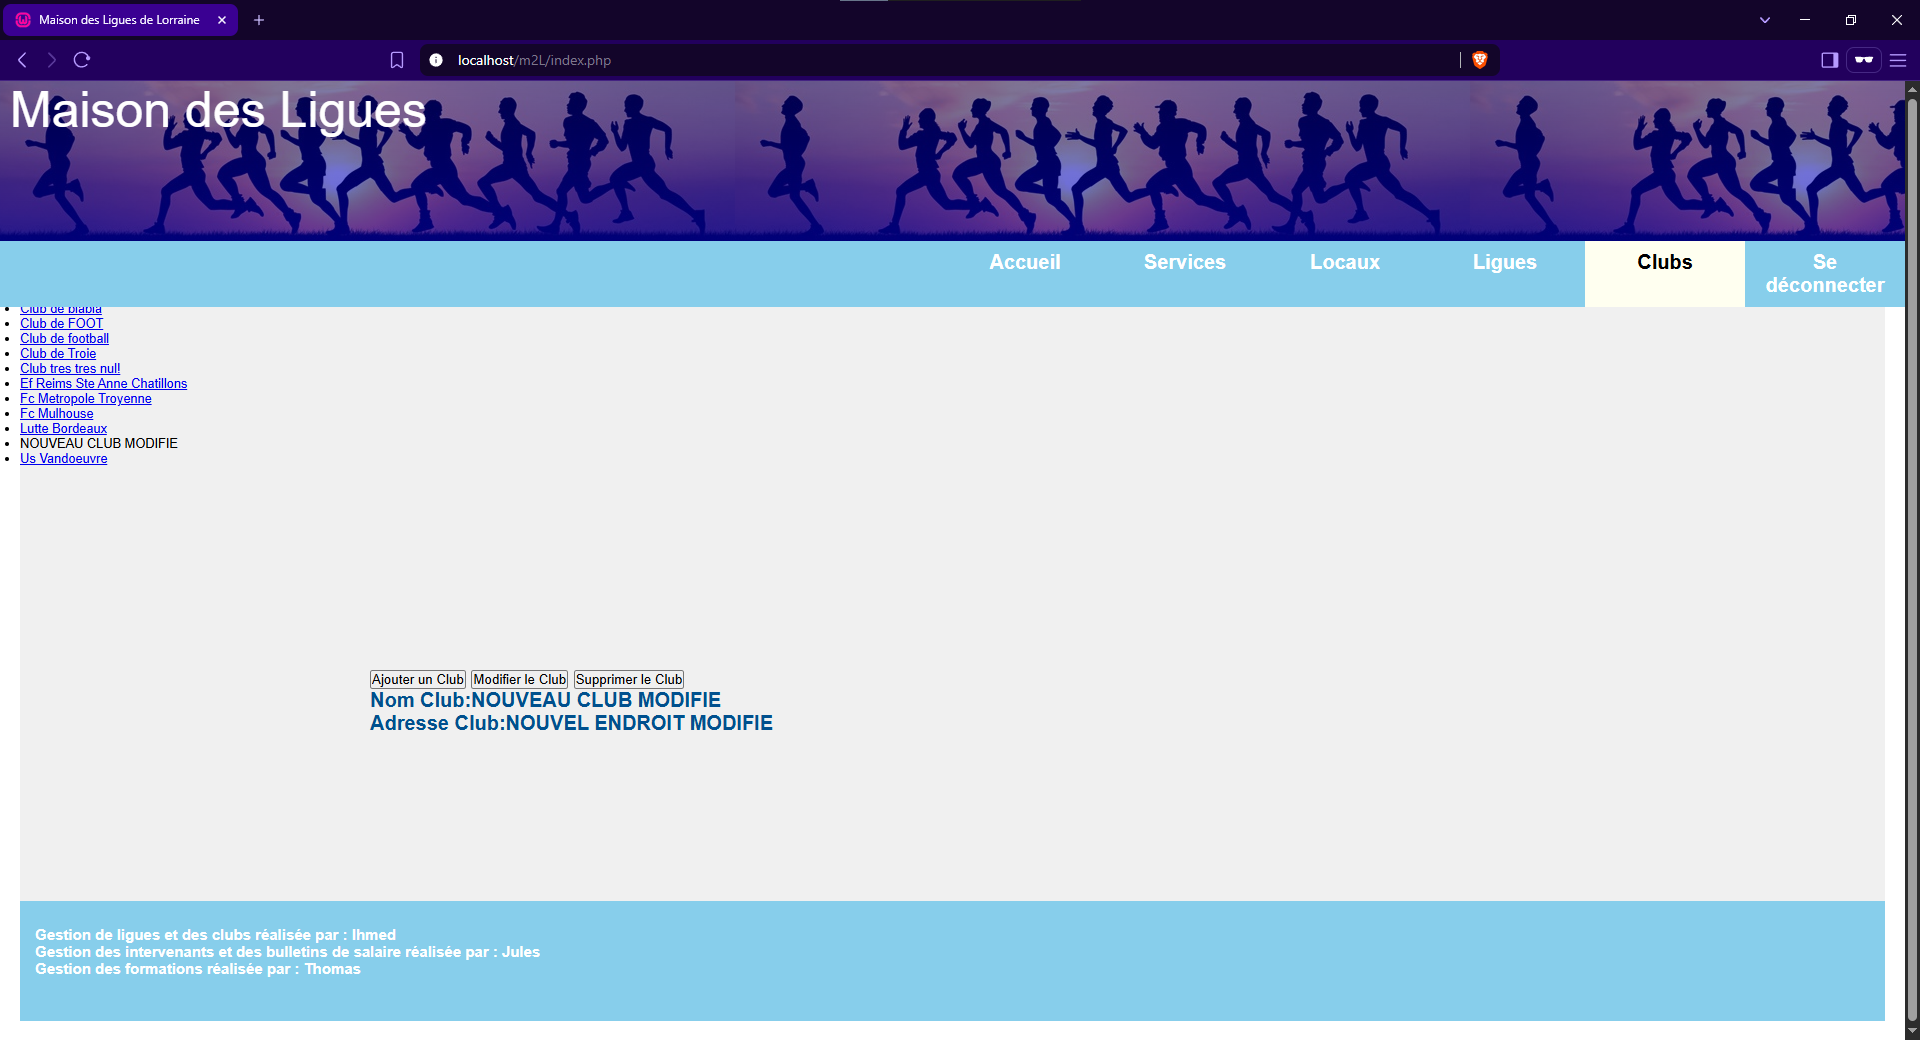 Maison des Ligues de Lorraine
localhost/m2L/index.php
Maison des Ligues
Accueil
Services
Locaux
Ligues
Clubs
Se
déconnecter
Club de blabla
Club de FOOT
Club de football
Club de Troie
Club tres tres nul!
Ef Reims Ste Anne Chatillons
Fc Metropole Troyenne
Fc Mulhouse
Lutte Bordeaux
NOUVEAU CLUB MODIFIE
Us Vandoeuvre
Ajouter un Club Modifier le Club Supprimer le Club
Nom Club:NOUVEAU CLUB MODIFIE
Adresse Club:NOUVEL ENDROIT MODIFIE
Gestion de ligues et des clubs réalisée par : Ihmed
Gestion des intervenants et des bulletins de salaire réalisée par : Jules
Gestion des formations réalisée par : Thomas